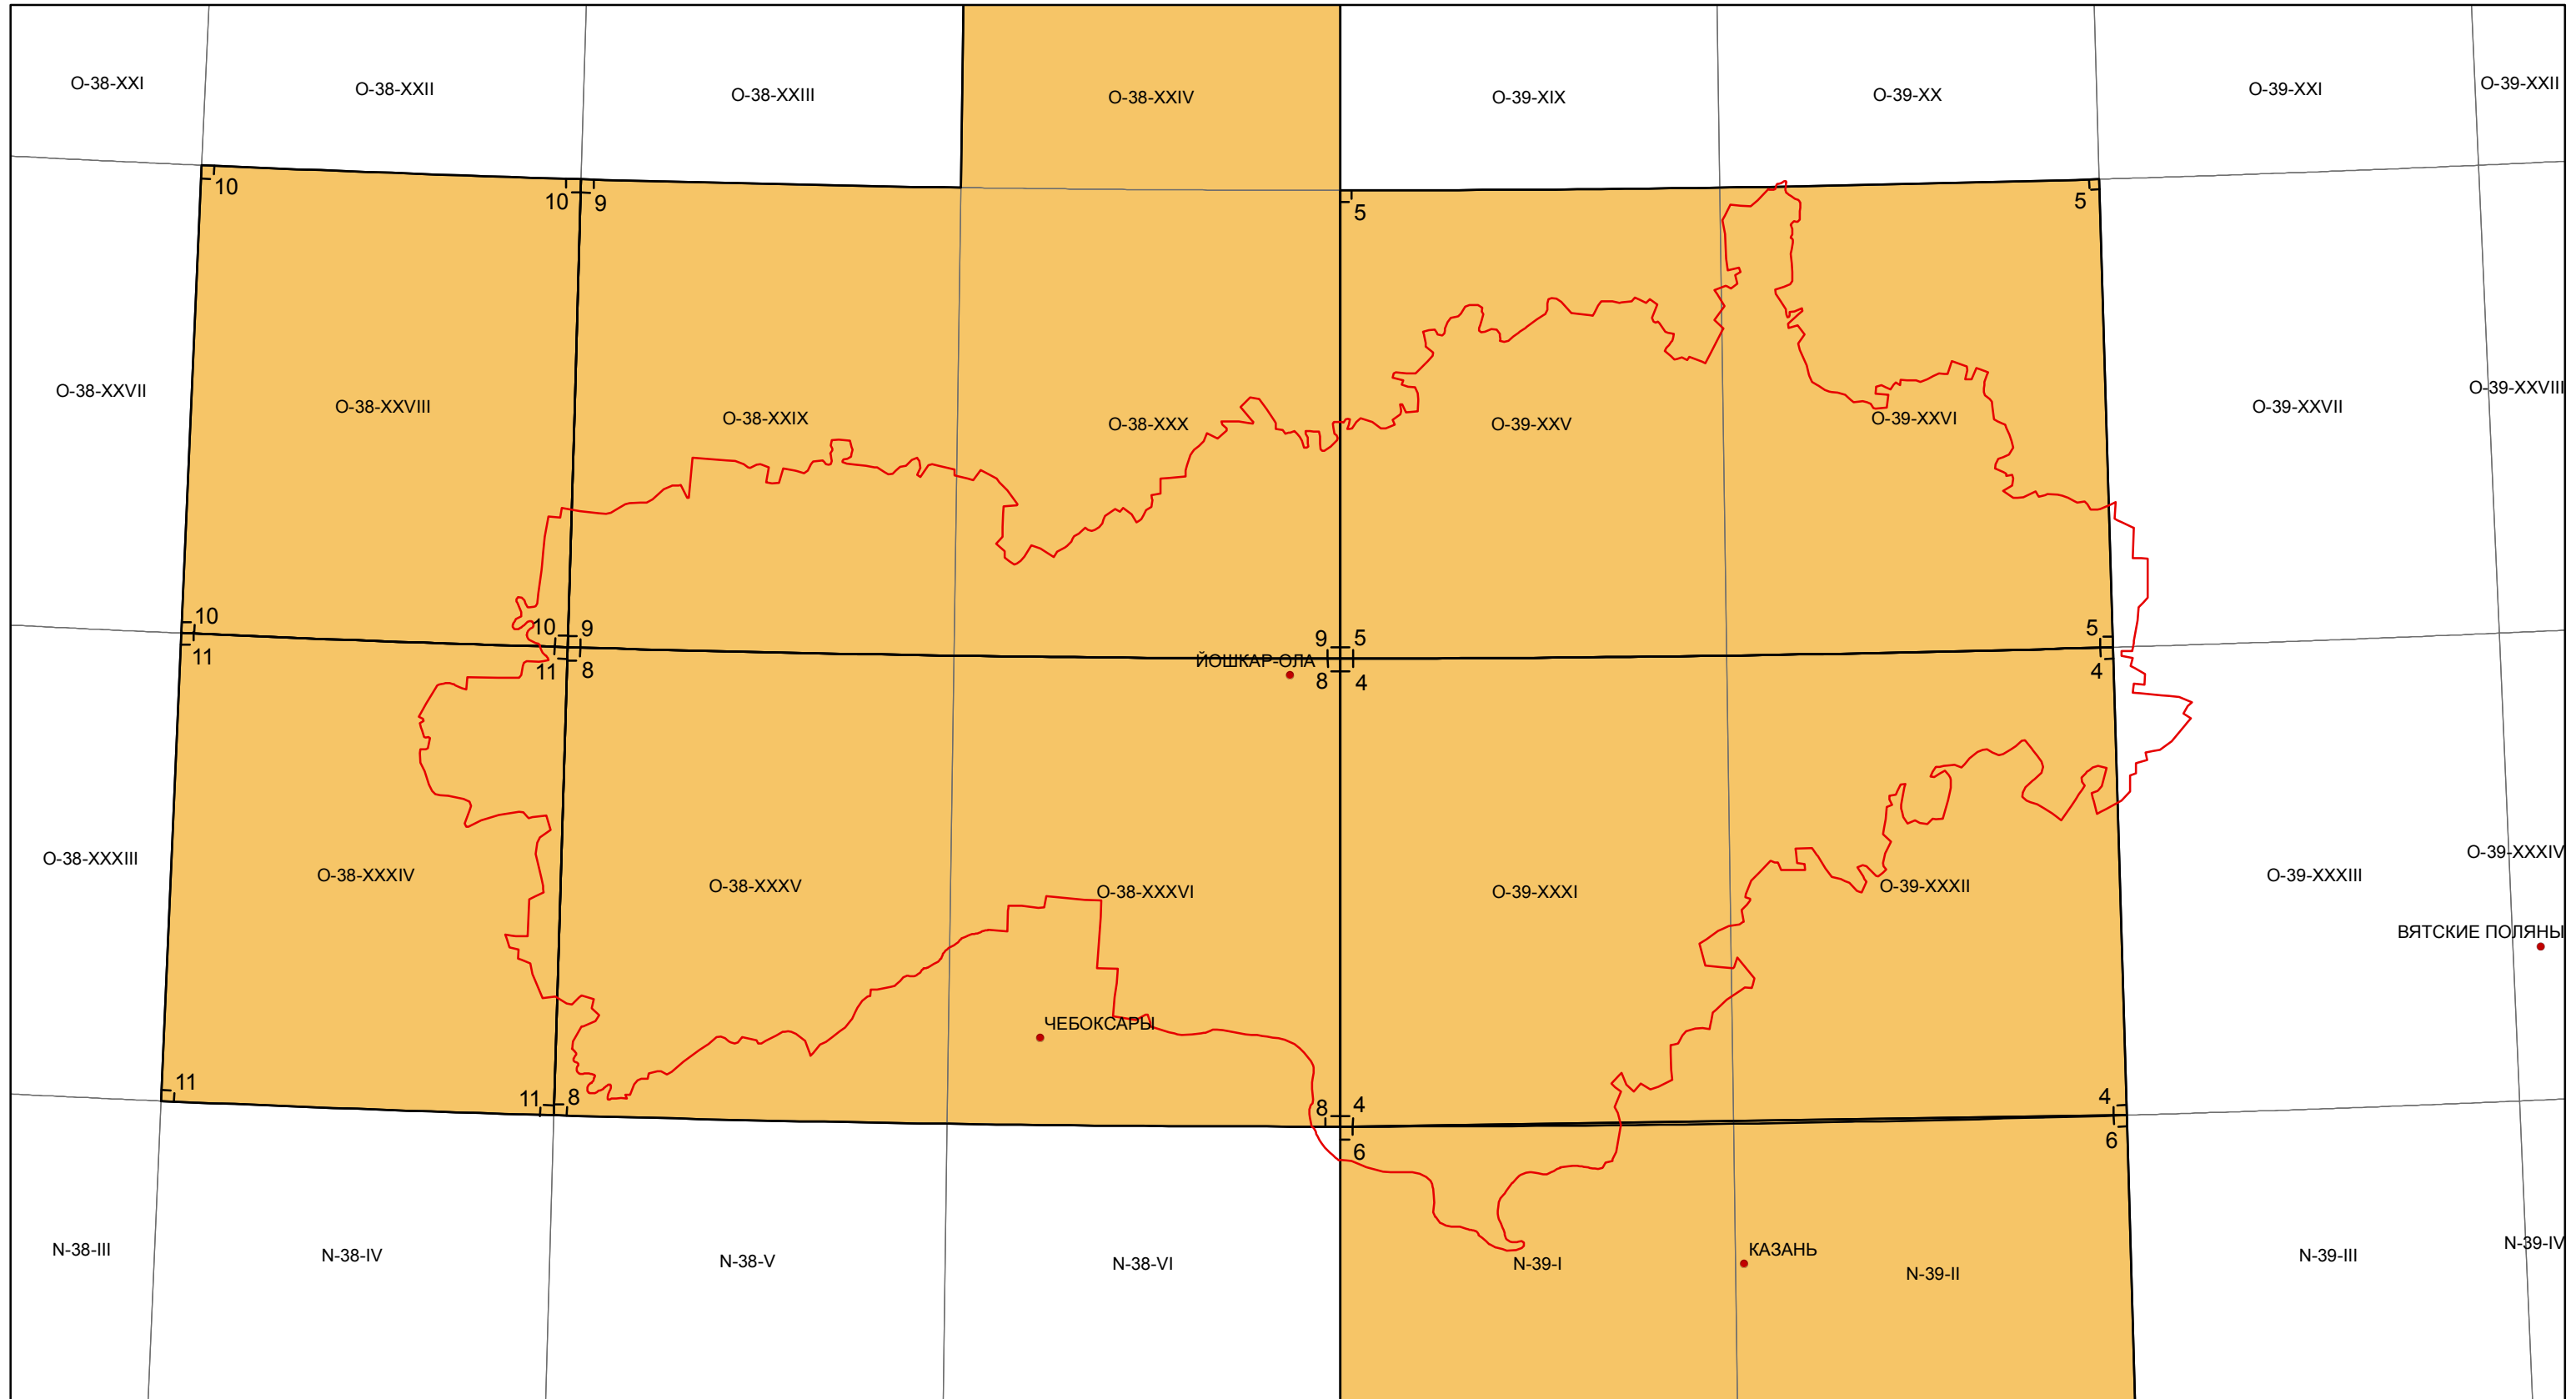 O-38-XXI
O-38-XXII
O-38-XXIII
O-38-XXIV
O-39-XIX
O-39-XX
O-39-XXI
O-39-XXII
10
10
9
5
5
O-38-XXVII
O-38-XXVIII
O-38-XXIX
O-38-XXX
O-39-XXV
O-39-XXVI
O-39-XXVII
O-39-XXVIII
10
10
9
9
5
5
11
11
8
8
4
4
ЙОШКАР-ОЛА
O-38-XXXIII
O-38-XXXIV
O-38-XXXV
O-38-XXXVI
O-39-XXXI
O-39-XXXII
O-39-XXXIII
O-39-XXXIV
ВЯТСКИЕ ПОЛЯНЫ
ЧЕБОКСАРЫ
11
11
8
8
4
4
6
6
N-38-III
N-38-IV
N-38-V
N-38-VI
N-39-I
КАЗАНЬ
N-39-II
N-39-III
N-39-IV